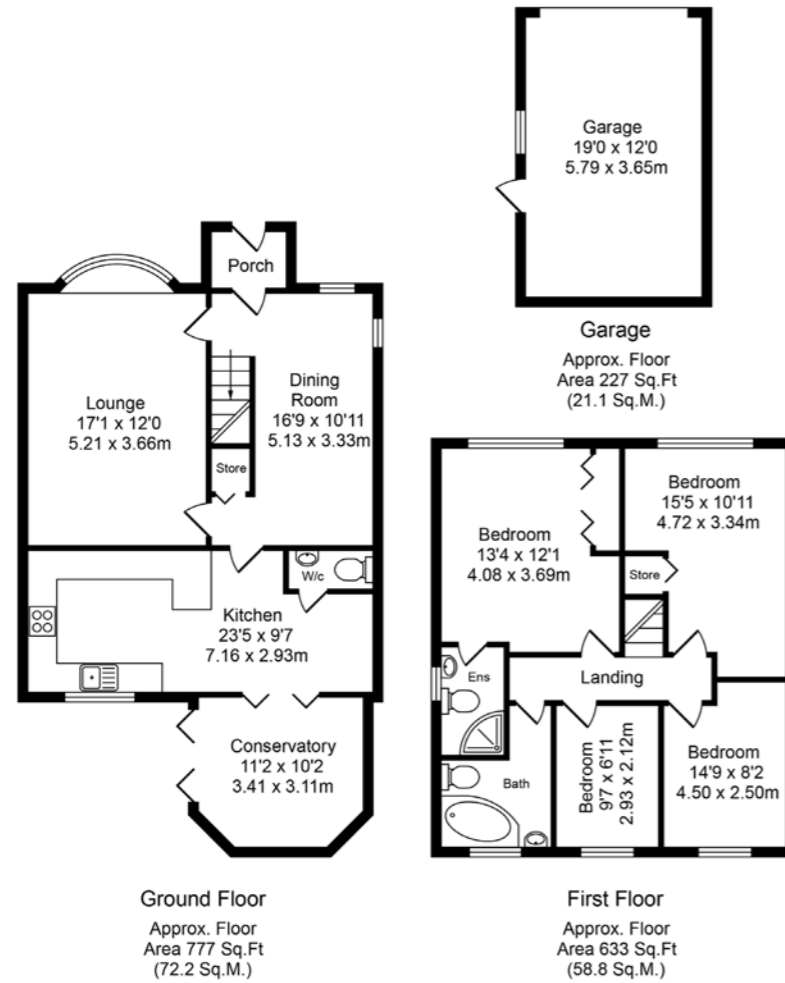 Garage
19'0 x 12'0
5.79 x 3.65m
Garage
Approx. Floor
Area 227 Sq.Ft
(21.1 Sq.M.)
Porch
Lounge
17'1 x 12'0
5.21 x 3.66m
Dining
Room
16'9 x 10'11
5.13 x 3.33m
Store
W/c
Kitchen
23'5 x 9'7
7.16 x 2.93m
Conservatory
11'2 x 10'2
3.41 x 3.11m
Ground Floor
Approx. Floor
Area 777 Sq.Ft
(72.2 Sq.M.)
Bedroom
13'4 x 12'1
4.08 x 3.69m
Bedroom
15'5 x 10'11
4.72 x 3.34m
Store
Landing
Ens
Bath
Bedroom
9'7 x 6'11
2.93 x 2.12m
Bedroom
14'9 x 8'2
4.50 x 2.50m
First Floor
Approx. Floor
Area 633 Sq.Ft
(58.8 Sq.M.)